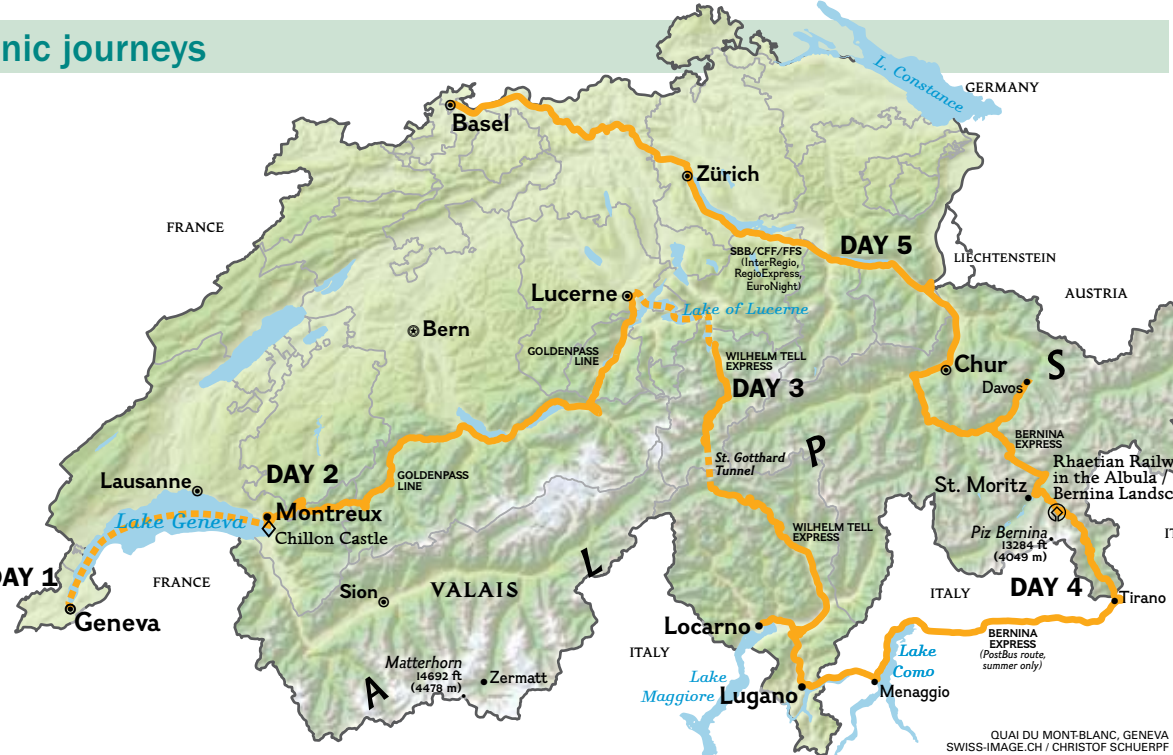 nic journeys
L. Constance
GERMANY
Basel
Zürich
FRANCE
DAY 5
SBB/CFF/FFS
(InterRegio,
RegioExpress,
EuroNight)
LIECHTENSTEIN
AUSTRIA
Lucerne
Lake of Lucerne
Bern
GOLDENPASS
LINE
WILHELM TELL
EXPRESS
DAY 3
Chur
Davos
S
BERNINA
EXPRESS
P
St. Gotthard
Tunnel
DAY 2
GOLDENPASS
LINE
Lausanne
Lake Geneva
Montreux
Chillon Castle
Rhaetian Railw
in the Albula /
Bernina Landsc
St. Moritz
WILHELM TELL
EXPRESS
Piz Bernina
13284 ft
(4049 m)
IT
L
DAY 1
FRANCE
Geneva
Sion
VALAIS
ITALY
DAY 4
Tirano
Locarno
BERNINA
EXPRESS
(PostBus route,
summer only)
ITALY
Lake
Como
Matterhorn
14692 ft
(4478 m)
Zermatt
A
Lake
Maggiore
Lugano
Menaggio
QUAI DU MONT-BLANC, GENEVA
SWISS-IMAGE.CH / CHRISTOF SCHUERPF